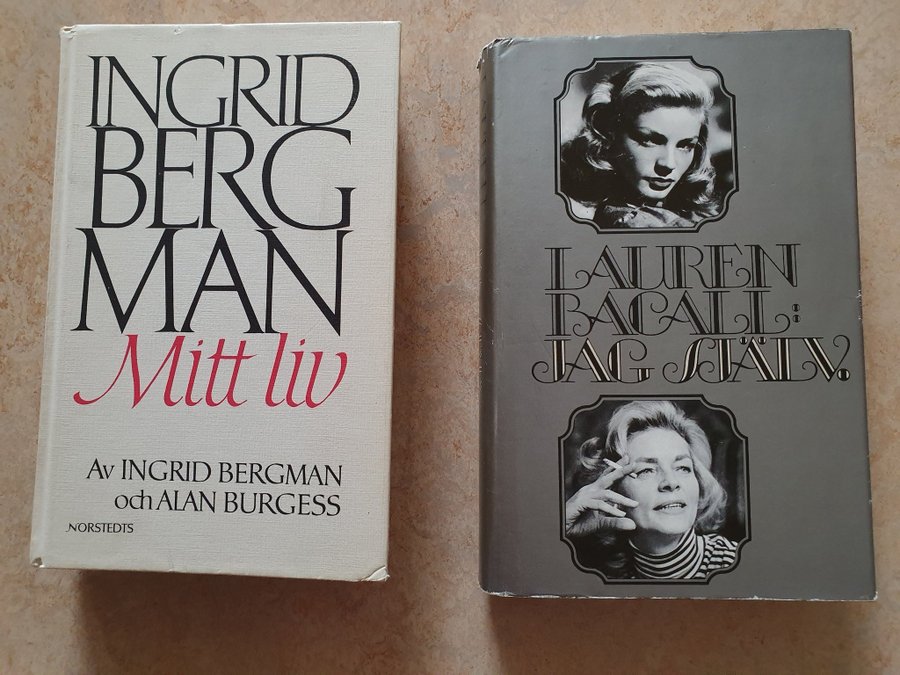 INGRID
BERG
MAN
Mitt liv
Av INGRID BERGMAN
och ALAN BURGESS
NORSTEDTS
LAUREN
BACALL:
JAG SJÄLV.